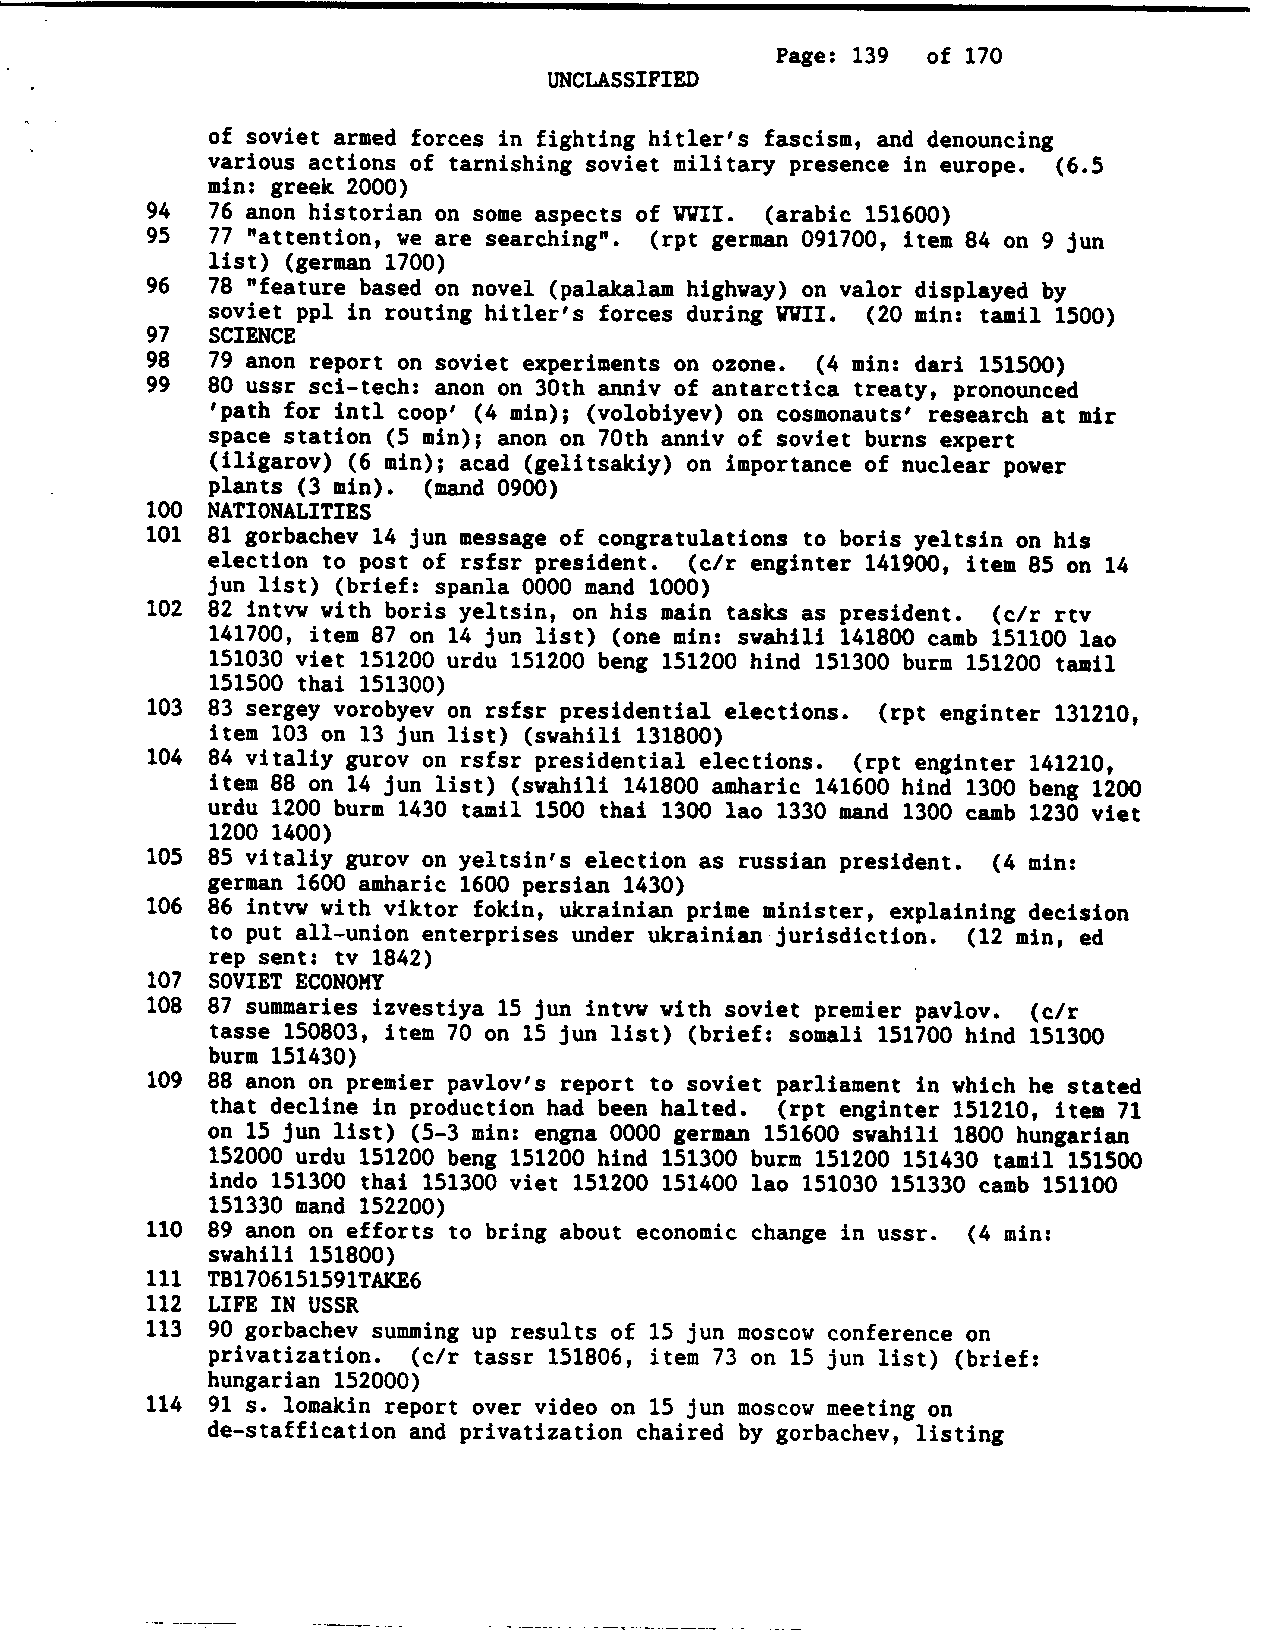 Page: 139 of 170
UNCLASSIFIED
of soviet armed forces in fighting hitler's fascism, and denouncing
various actions of tarnishing soviet military presence in europe. (6.5
min: greek 2000)
94 76 anon historian on some aspects of WWII. (arabic 151600)
95 77 "attention, we are searching". (rpt german 091700, item 84 on 9 jun
list) (german 1700)
96 78 "feature based on novel (palakalam highway) on valor displayed by
soviet ppl in routing hitler's forces during WWII. (20 min: tamil 1500)
97 SCIENCE
98 79 anon report on soviet experiments on ozone. (4 min: dari 151500)
99 80 ussr sci-tech: anon on 30th anniv of antarctica treaty, pronounced
'path for intl coop' (4 min); (volobiyev) on cosmonauts' research at mir
space station (5 min); anon on 70th anniv of soviet burns expert
(iligarov) (6 min); acad (gelitsakiy) on importance of nuclear power
plants (3 min). (mand 0900)
100 NATIONALITIES
101 81 gorbachev 14 jun message of congratulations to boris yeltsin on his
election to post of rsfsr president. (c/r enginter 141900, item 85 on 14
jun list) (brief: spanla 0000 mand 1000)
102 82 intvw with boris yeltsin, on his main tasks as president. (c/r rtv
141700, item 87 on 14 jun list) (one min: swahili 141800 camb 151100 lao
151030 viet 151200 urdu 151200 beng 151200 hind 151300 burm 151200 tamil
151500 thai 151300)
103 83 sergey vorobyev on rsfsr presidential elections. (rpt enginter 131210,
item 103 on 13 jun list) (swahili 131800)
104 84 vitaliy gurov on rsfsr presidential elections. (rpt enginter 141210,
item 88 on 14 jun list) (swahili 141800 amharic 141600 hind 1300 beng 1200
urdu 1200 burm 1430 tamil 1500 thai 1300 lao 1330 mand 1300 camb 1230 viet
1200 1400)
105 85 vitaliy gurov on yeltsin's election as russian president. (4 min:
german 1600 amharic 1600 persian 1430)
106 86 intvw with viktor fokin, ukrainian prime minister, explaining decision
to put all-union enterprises under ukrainian jurisdiction. (12 min, ed
rep sent: tv 1842)
107 SOVIET ECONOMY
108 87 summaries izvestiya 15 jun intvw with soviet premier pavlov. (c/r
tasse 150803, item 70 on 15 jun list) (brief: somali 151700 hind 151300
burm 151430)
109 88 anon on premier pavlov's report to soviet parliament in which he stated
that decline in production had been halted. (rpt enginter 151210, item 71
on 15 jun list) (5-3 min: engna 0000 german 151600 swahili 1800 hungarian
152000 urdu 151200 beng 151200 hind 151300 burm 151200 151430 tamil 151500
indo 151300 thai 151300 viet 151200 151400 lao 151030 151330 camb 151100
151330 mand 152200)
110 89 anon on efforts to bring about economic change in ussr. (4 min:
swahili 151800)
111 TB1706151591TAKE6
112 LIFE IN USSR
113 90 gorbachev summing up results of 15 jun moscow conference on
privatization. (c/r tassr 151806, item 73 on 15 jun list) (brief:
hungarian 152000)
114 91 s. lomakin report over video on 15 jun moscow meeting on
de-staffication and privatization chaired by gorbachev, listing